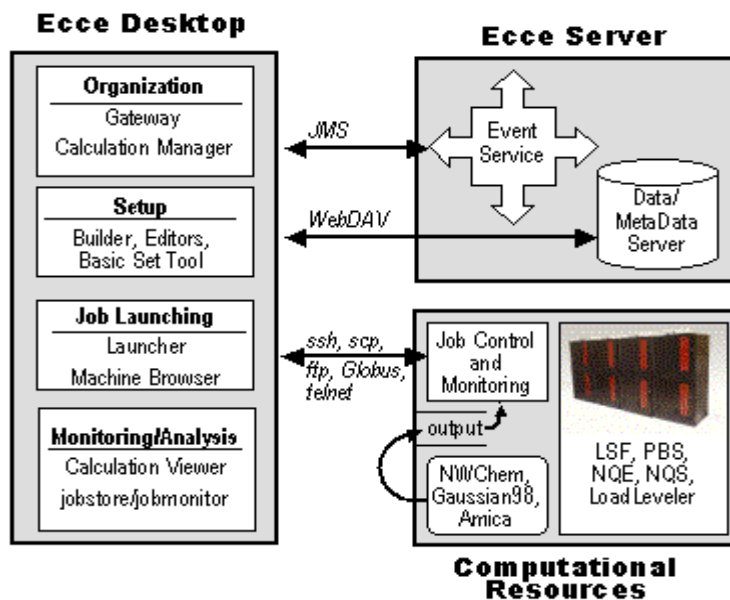 Ecce Desktop
Organization
Gateway
Calculation Manager
Setup
Builder, Editors,
Basic Set Tool
Job Launching
Launcher
Machine Browser
Monitoring/Analysis
Calculation Viewer
jobstore/jobmonitor
JMS
WebDAV
ssh, scp,
ftp, Globus,
telnet
Ecce Server
Event
Service
Data/
MetaData
Server
Job Control
and
Monitoring
output
NWChem,
Gaussian98,
Amica
LSF, PBS,
NQE, NQS,
LoadLeveler
Computational
Resources